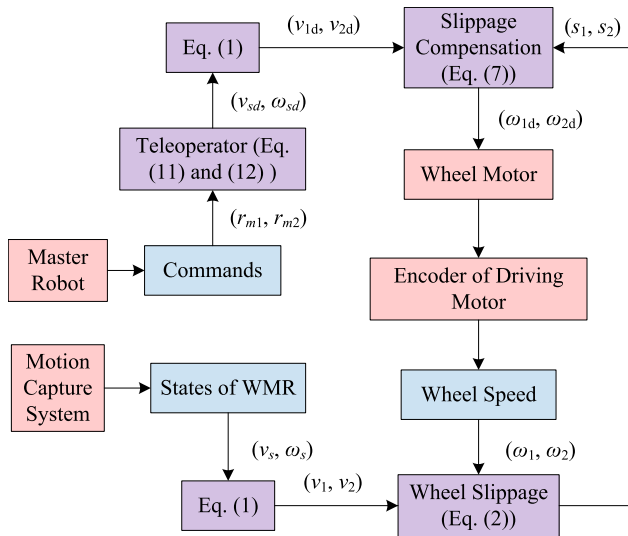 Eq. (1)
(v1d, v2d)
Slippage
Compensation
(Eq. (7))
(s1, s2)
(vsd, ωsd)
(ω1d, ω2d)
Teleoperator (Eq.
(11) and (12) )
Wheel Motor
(rm1, rm2)
Master
Robot
Commands
Encoder of Driving
Motor
Motion
Capture
System
States of WMR
Wheel Speed
(vs, ωs)
(ω1, ω2)
Eq. (1)
(v1, v2)
Wheel Slippage
(Eq. (2))